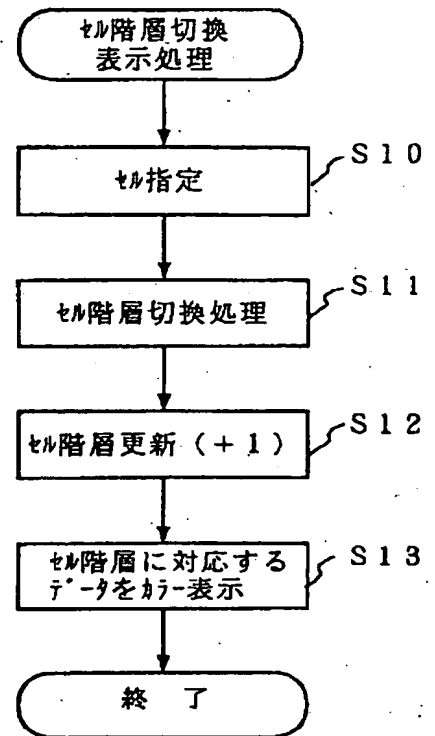 ｾﾙ階層切換
表示処理
S10
ｾﾙ指定
S11
ｾﾙ階層切換処理
S12
ｾﾙ階層更新（＋1）
S13
ｾﾙ階層に対応する
ﾃﾞｰﾀをｶﾗｰ表示
終 了